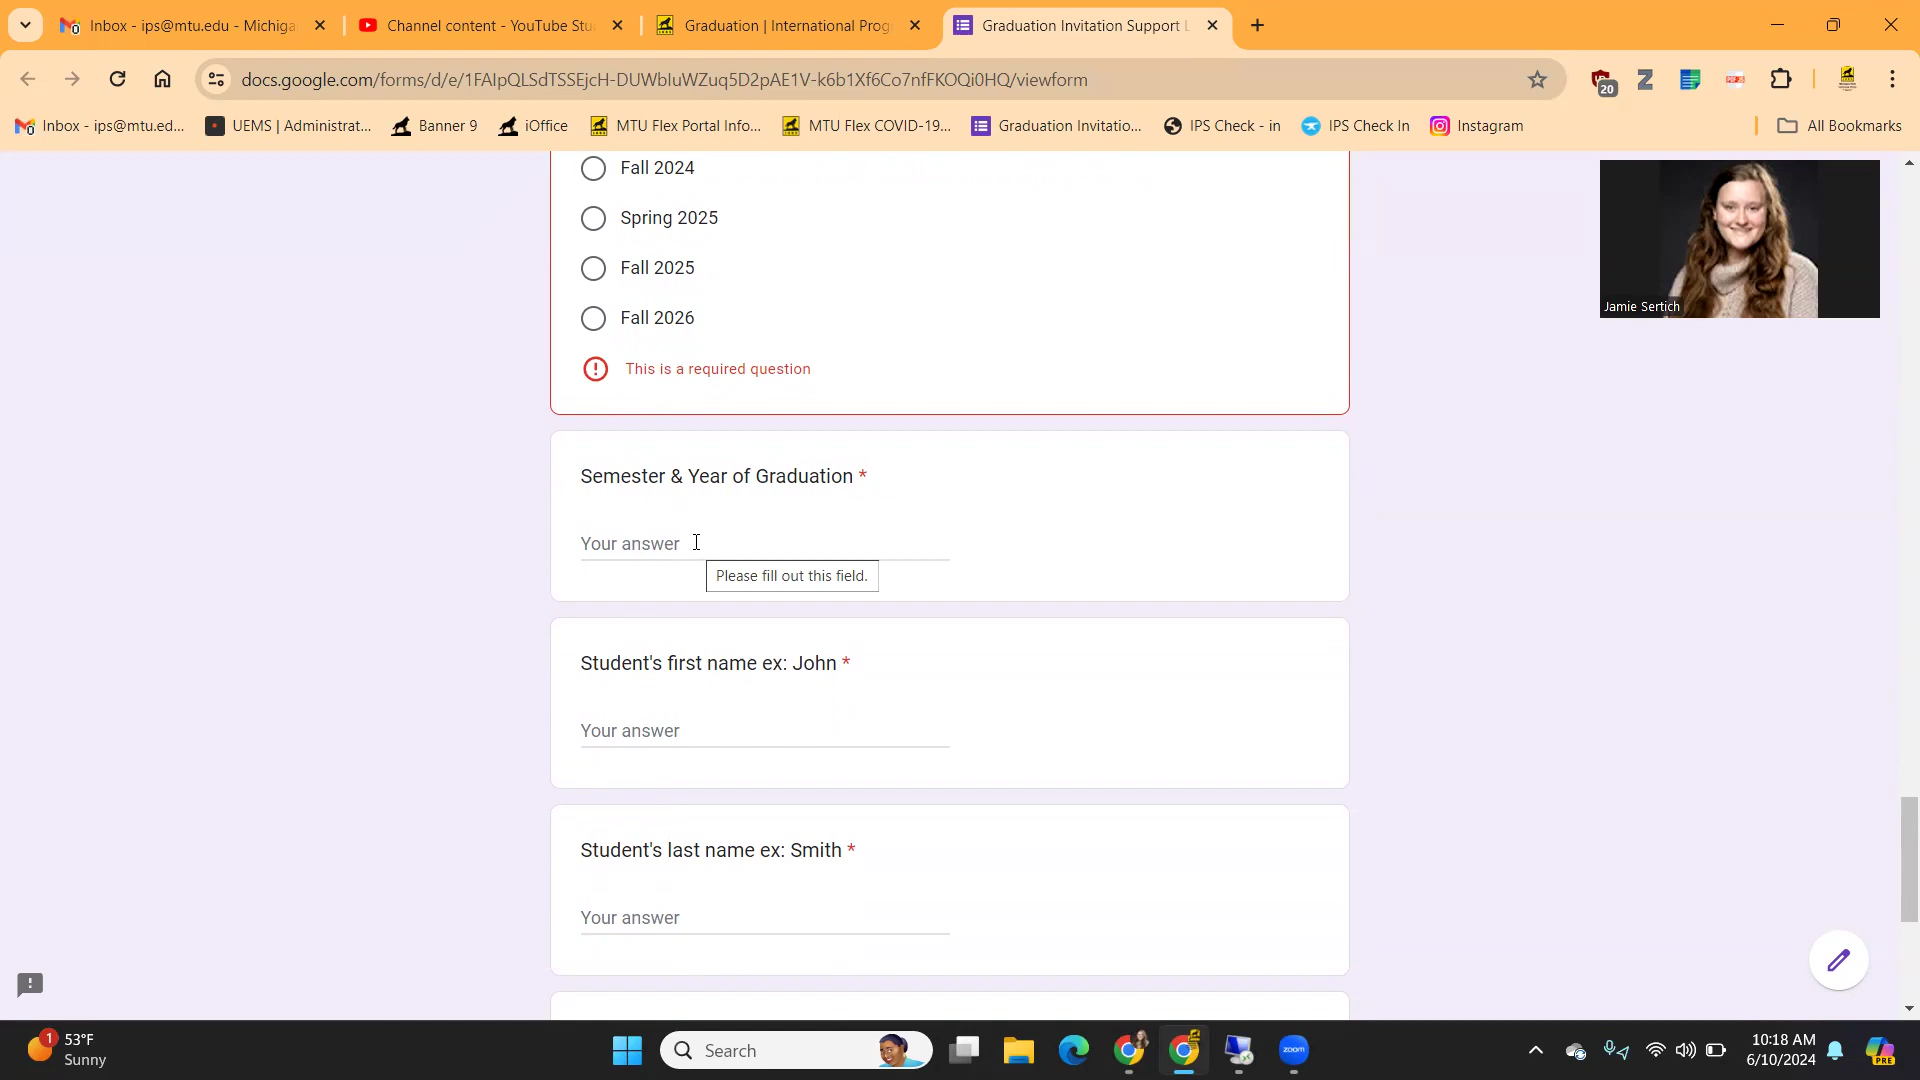 Inbox - ips@mtu.edu - Michiga
Channel content - YouTube Stu
Graduation | International Prog
Graduation Invitation Support L
docs.google.com/forms/d/e/1FAIpQLSdTSSEjcH-DUWbIuWZuq5D2pAE1V-k6b1Xf6Co7nfFKOQi0HQ/viewform
20
Inbox - ips@mtu.ed...
UEMS | Administrat...
Banner 9
iOffice
MTU Flex Portal Info...
MTU Flex COVID-19...
Graduation Invitatio...
IPS Check - in
IPS Check In
Instagram
All Bookmarks
Fall 2024
Spring 2025
Fall 2025
Fall 2026
This is a required question
Jamie Sertich
Semester & Year of Graduation *
Your answer
Please fill out this field.
Student's first name ex: John *
Your answer
Student's last name ex: Smith *
Your answer
1
53°F
Sunny
Search
zoom
10:18 AM
6/10/2024
PRE